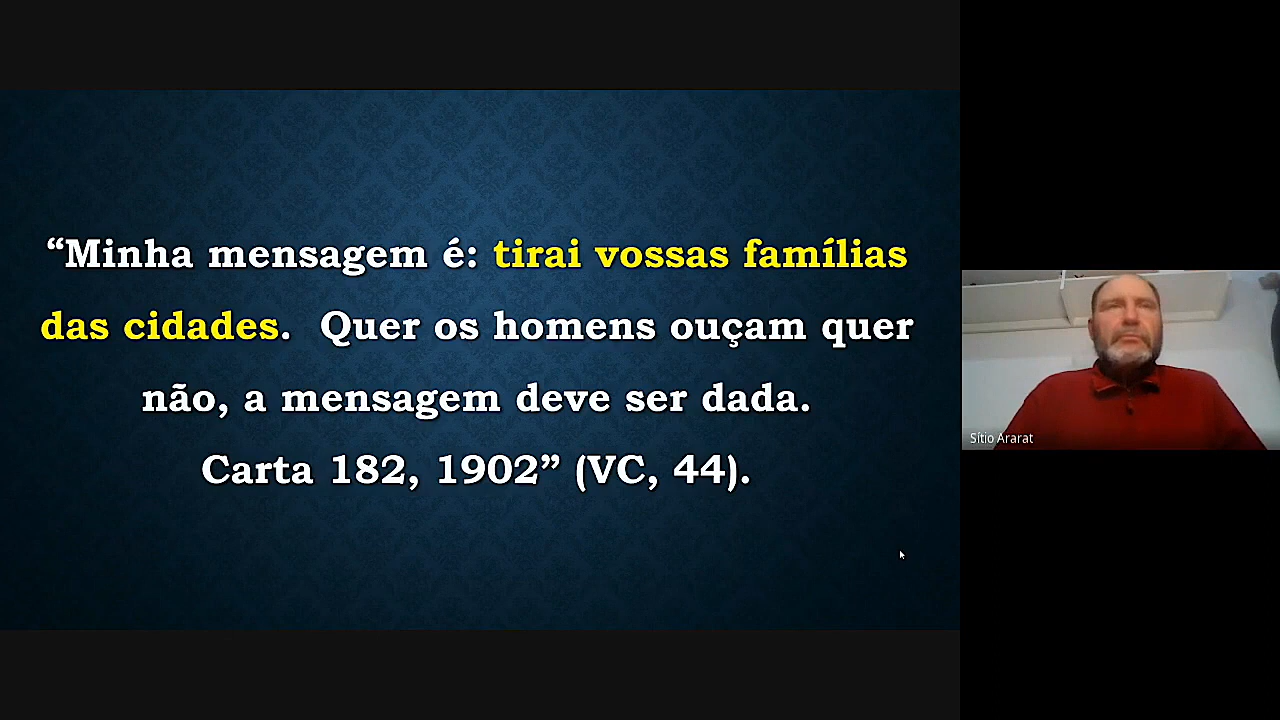 “Minha mensagem é: tirai vossas famílias
das cidades.  Quer os homens ouçam quer
não, a mensagem deve ser dada.
Carta 182, 1902” (VC, 44).
Sítio Ararat